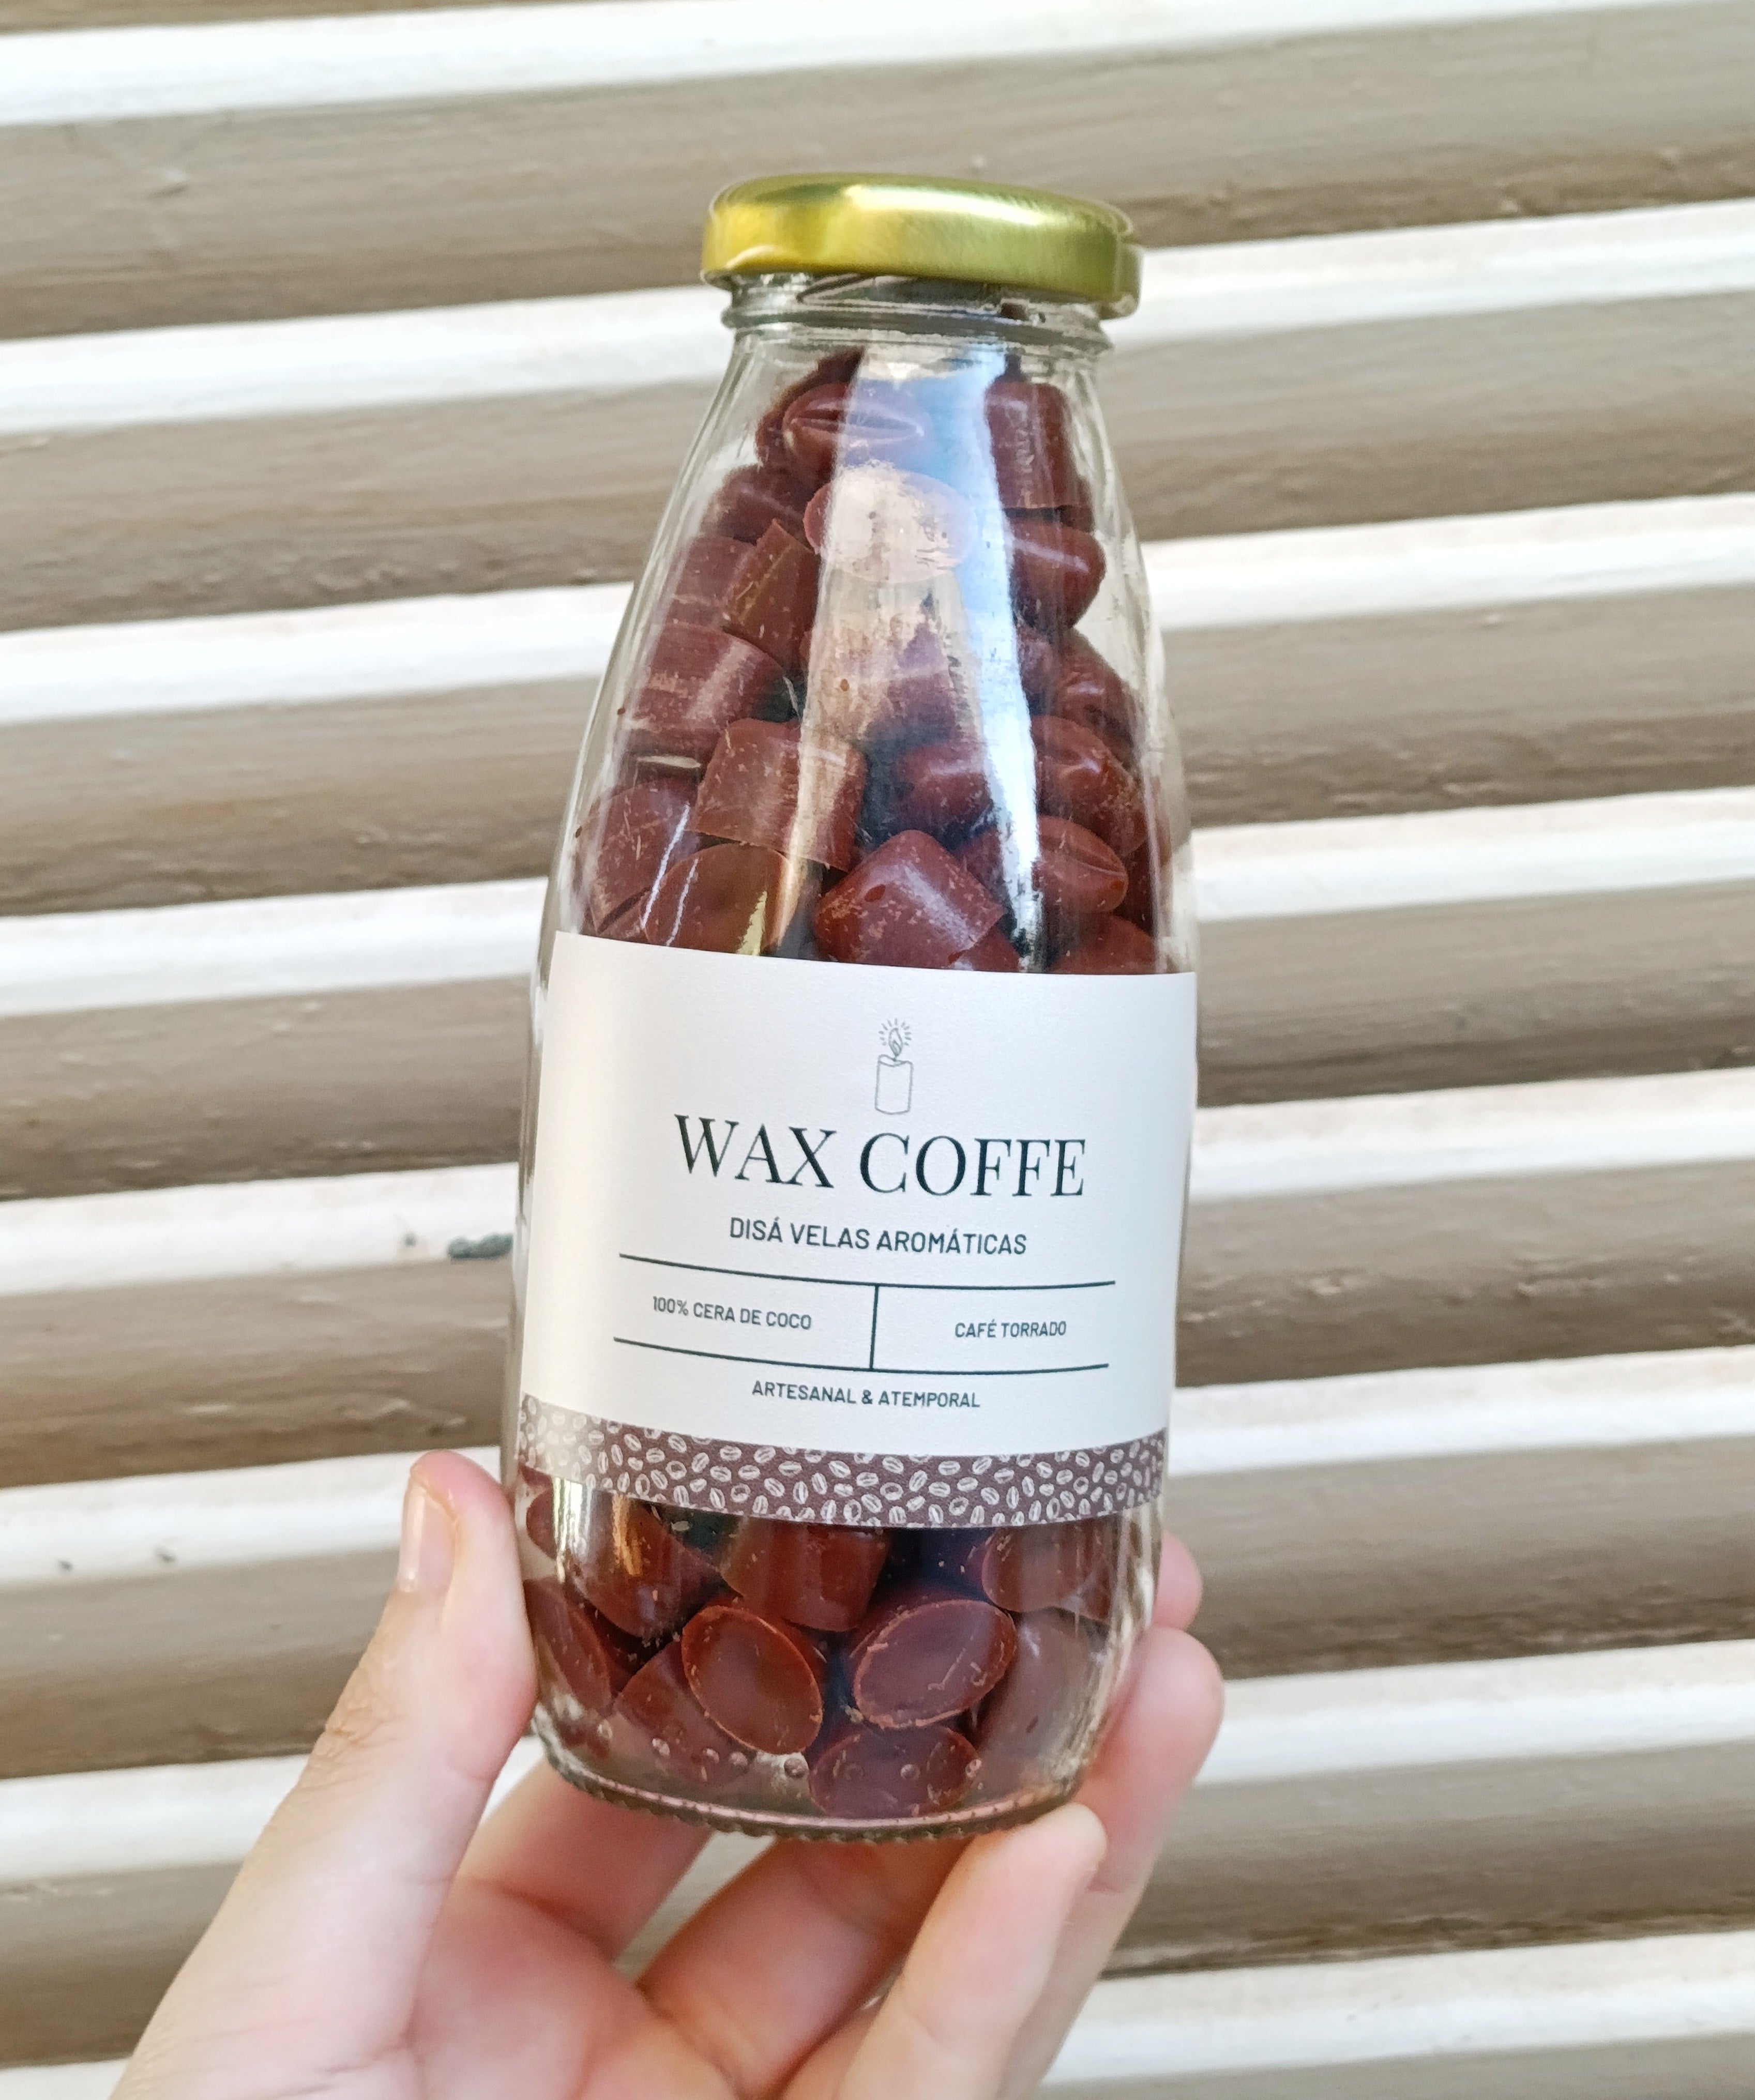 WAX COFFE
DISÁ VELAS AROMÁTICAS
100% CERA DE COCO
CAFÉ TORRADO
ARTESANAL & ATEMPORAL